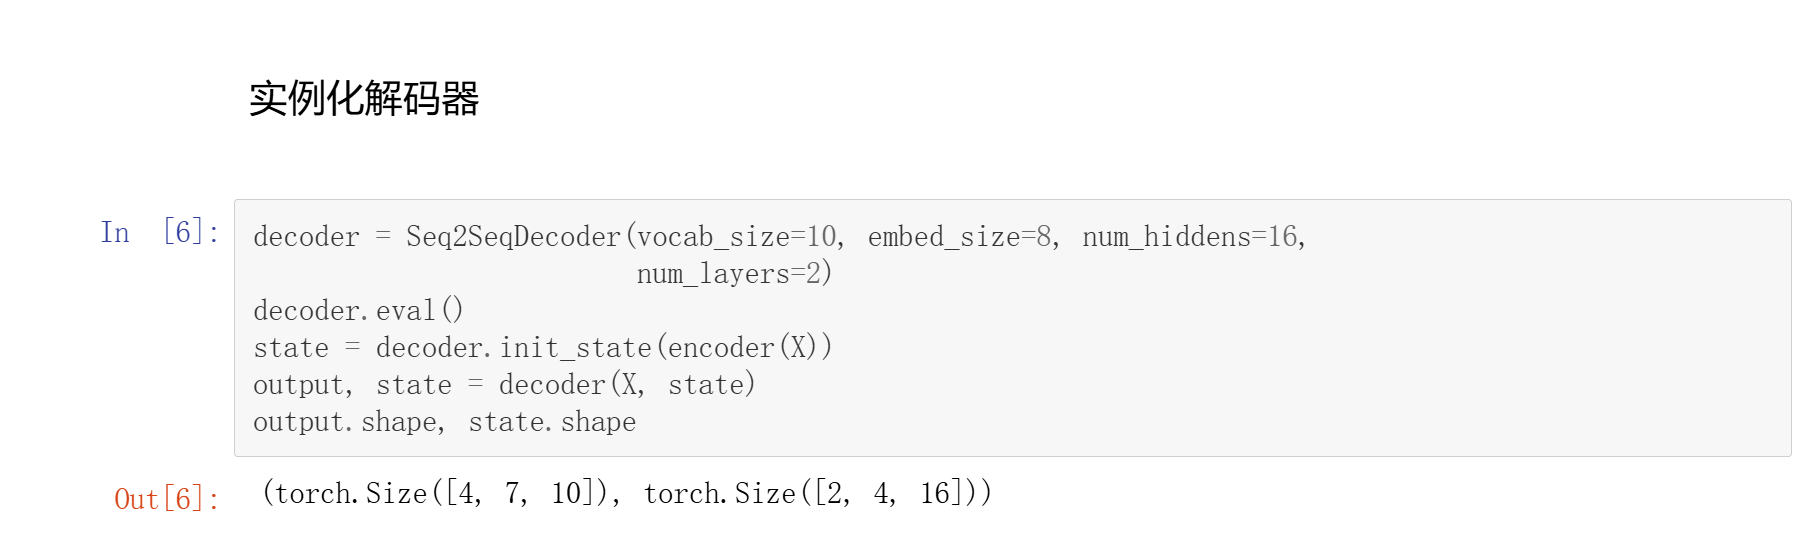 实例化解码器
In [6]: decoder = Seq2SeqDecoder(vocab_size=10, embed_size=8, num_hiddens=16,
num_layers=2)
decoder.eval()
state = decoder.init_state(encoder(X))
output, state = decoder(X, state)
output.shape, state.shape
Out[6]: (torch.Size([4, 7, 10]), torch.Size([2, 4, 16]))